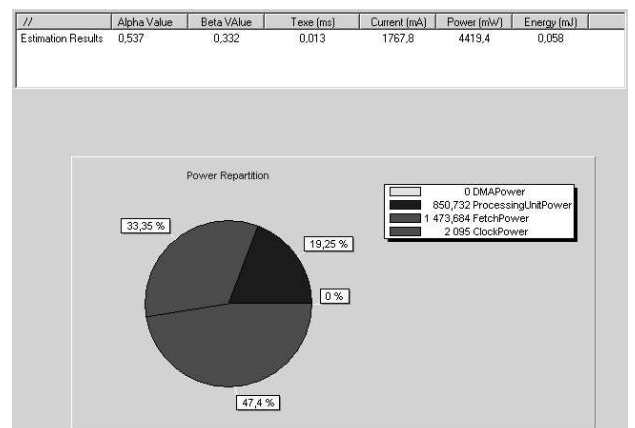 // Alpha Value Beta VAlue Texe (ms) Current (mA) Power (mW) Energy (mJ)
Estimation Results 0,537 0,332 0,013 1767,8 4419,4 0,058
Power Repartition
0 DMAPower
850,732 ProcessingUnitPower
1 473,684 FetchPower
2 095 ClockPower
33,35 %
19,25 %
0 %
47,4 %